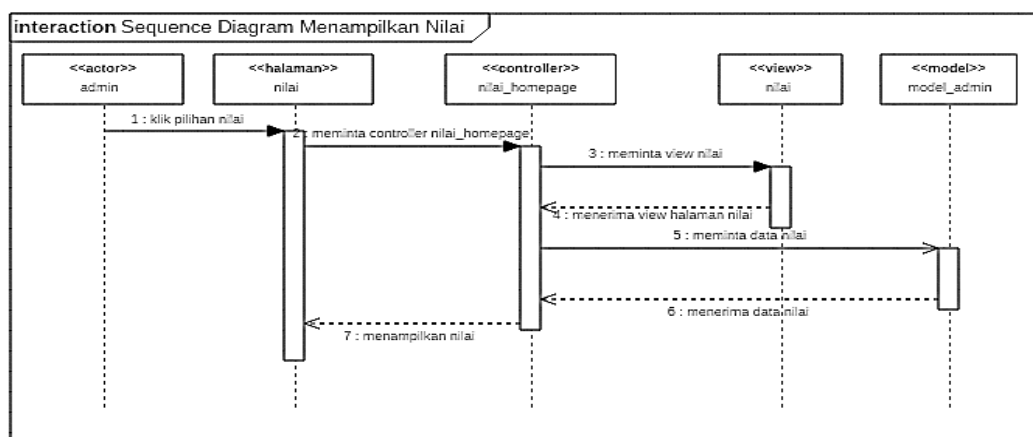 interaction Sequence Diagram Menampilkan Nilai
<<actor>>
admin
<<halaman>>
nilai
<<controller>>
nilai_homepage
<<view>>
nilai
<<model>>
model_admin
1 : klik pilihan nilai
2 : meminta controller nilai_homepage
3 : meminta view nilai
4 : menerima view halaman nilai
5 : meminta data nilai
6 : menerima data nilai
7 : menampilkan nilai